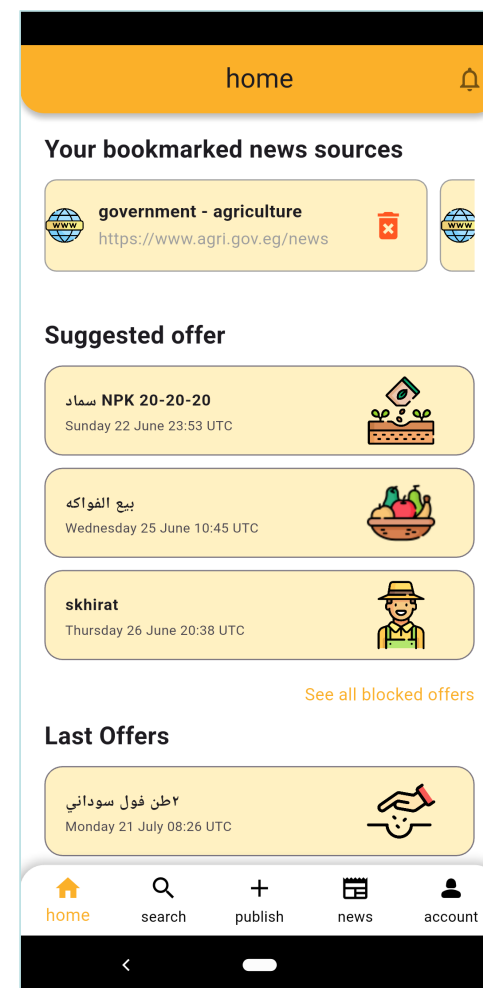 home
Your bookmarked news sources
WWW
government - agriculture
https://www.agri.gov.eg/news
WWW
Suggested offer
سماد NPK 20-20-20
Sunday 22 June 23:53 UTC
بيع الفواكه
Wednesday 25 June 10:45 UTC
skhirat
Thursday 26 June 20:38 UTC
See all blocked offers
Last Offers
٢طن فول سوداني
Monday 21 July 08:26 UTC
home
search
publish
news
account